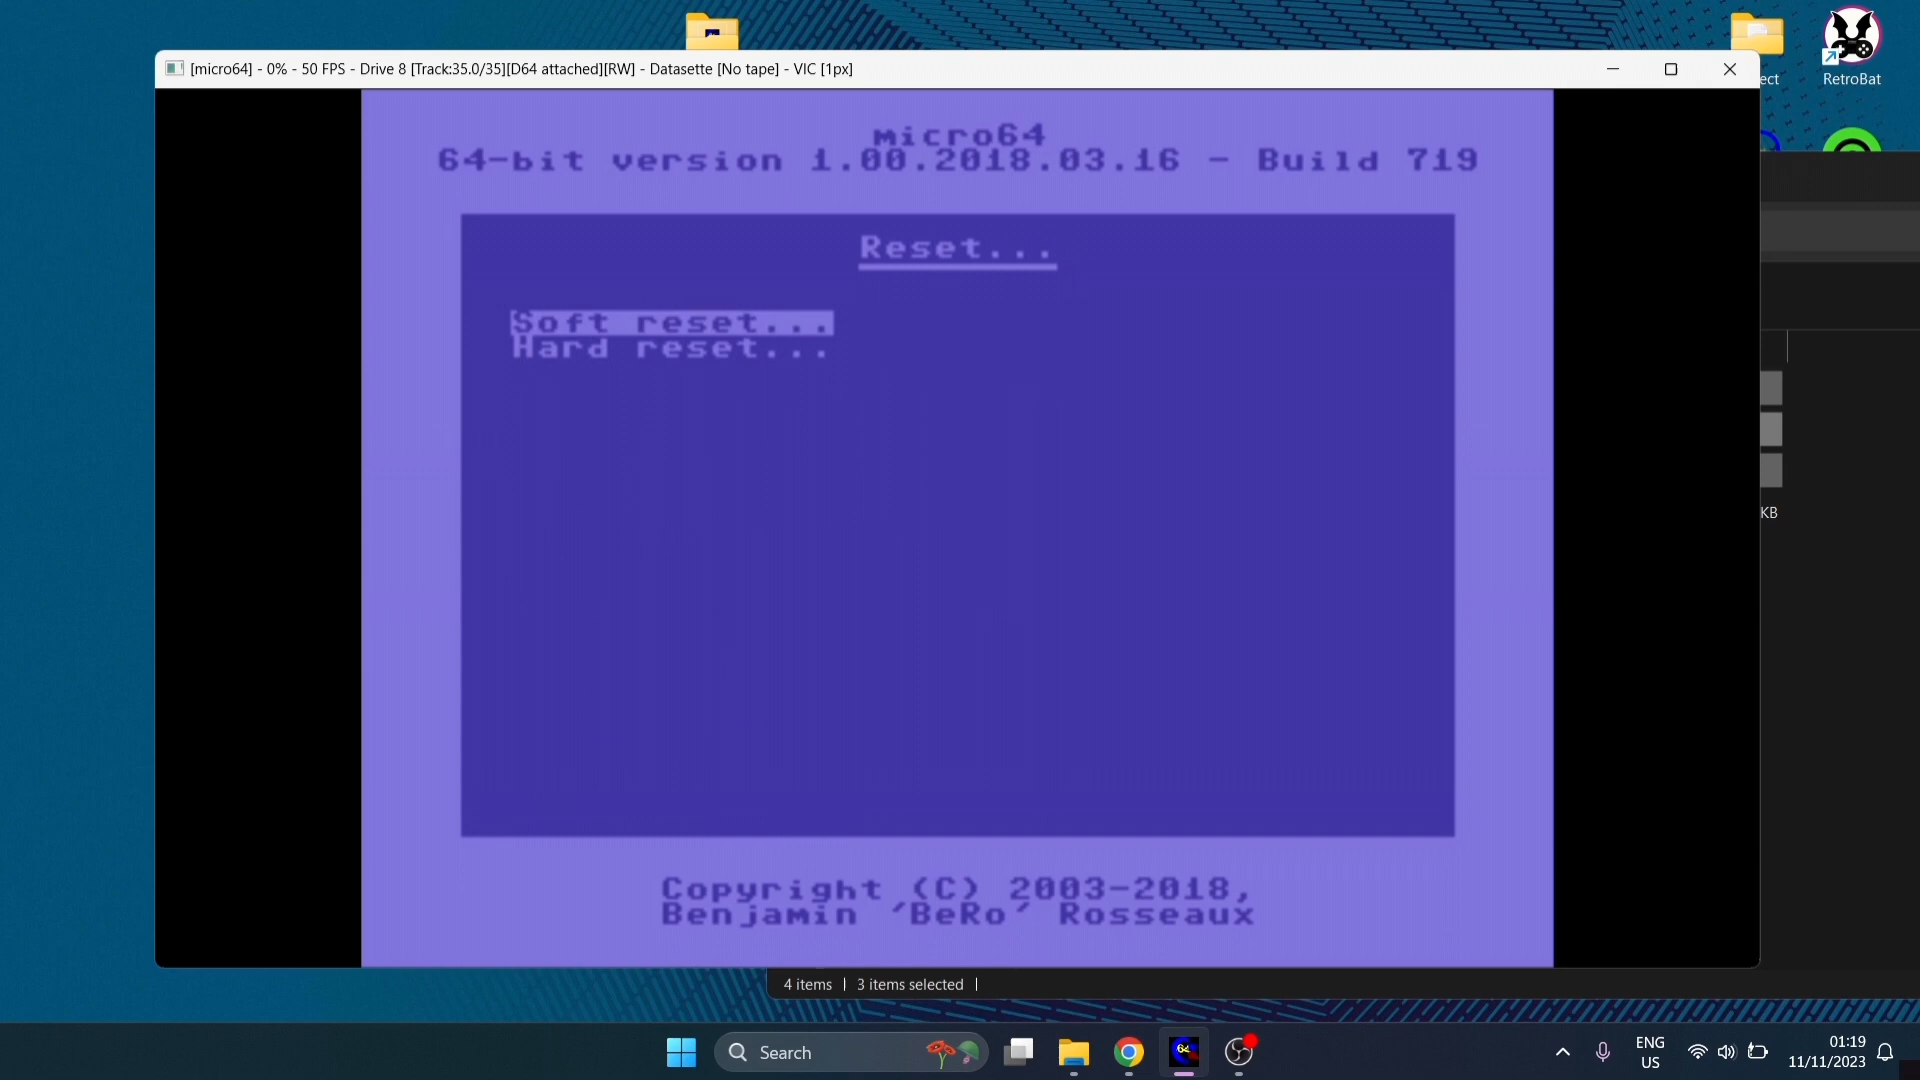 [micro64] - 0% - 50 FPS - Drive 8 [Track:35.0/35][D64 attached][RW] - Datasette [No tape] - VIC [1px]
ect
RetroBat
micro64
64-bit version 1.00.2018.03.16 - Build 719
Reset...
Soft reset...
Hard reset...
KB
Copyright (C) 2003-2018,
Benjamin 'BeRo' Rosseaux
4 items
3 items selected
Search
64
ENG
US
01:19
11/11/2023